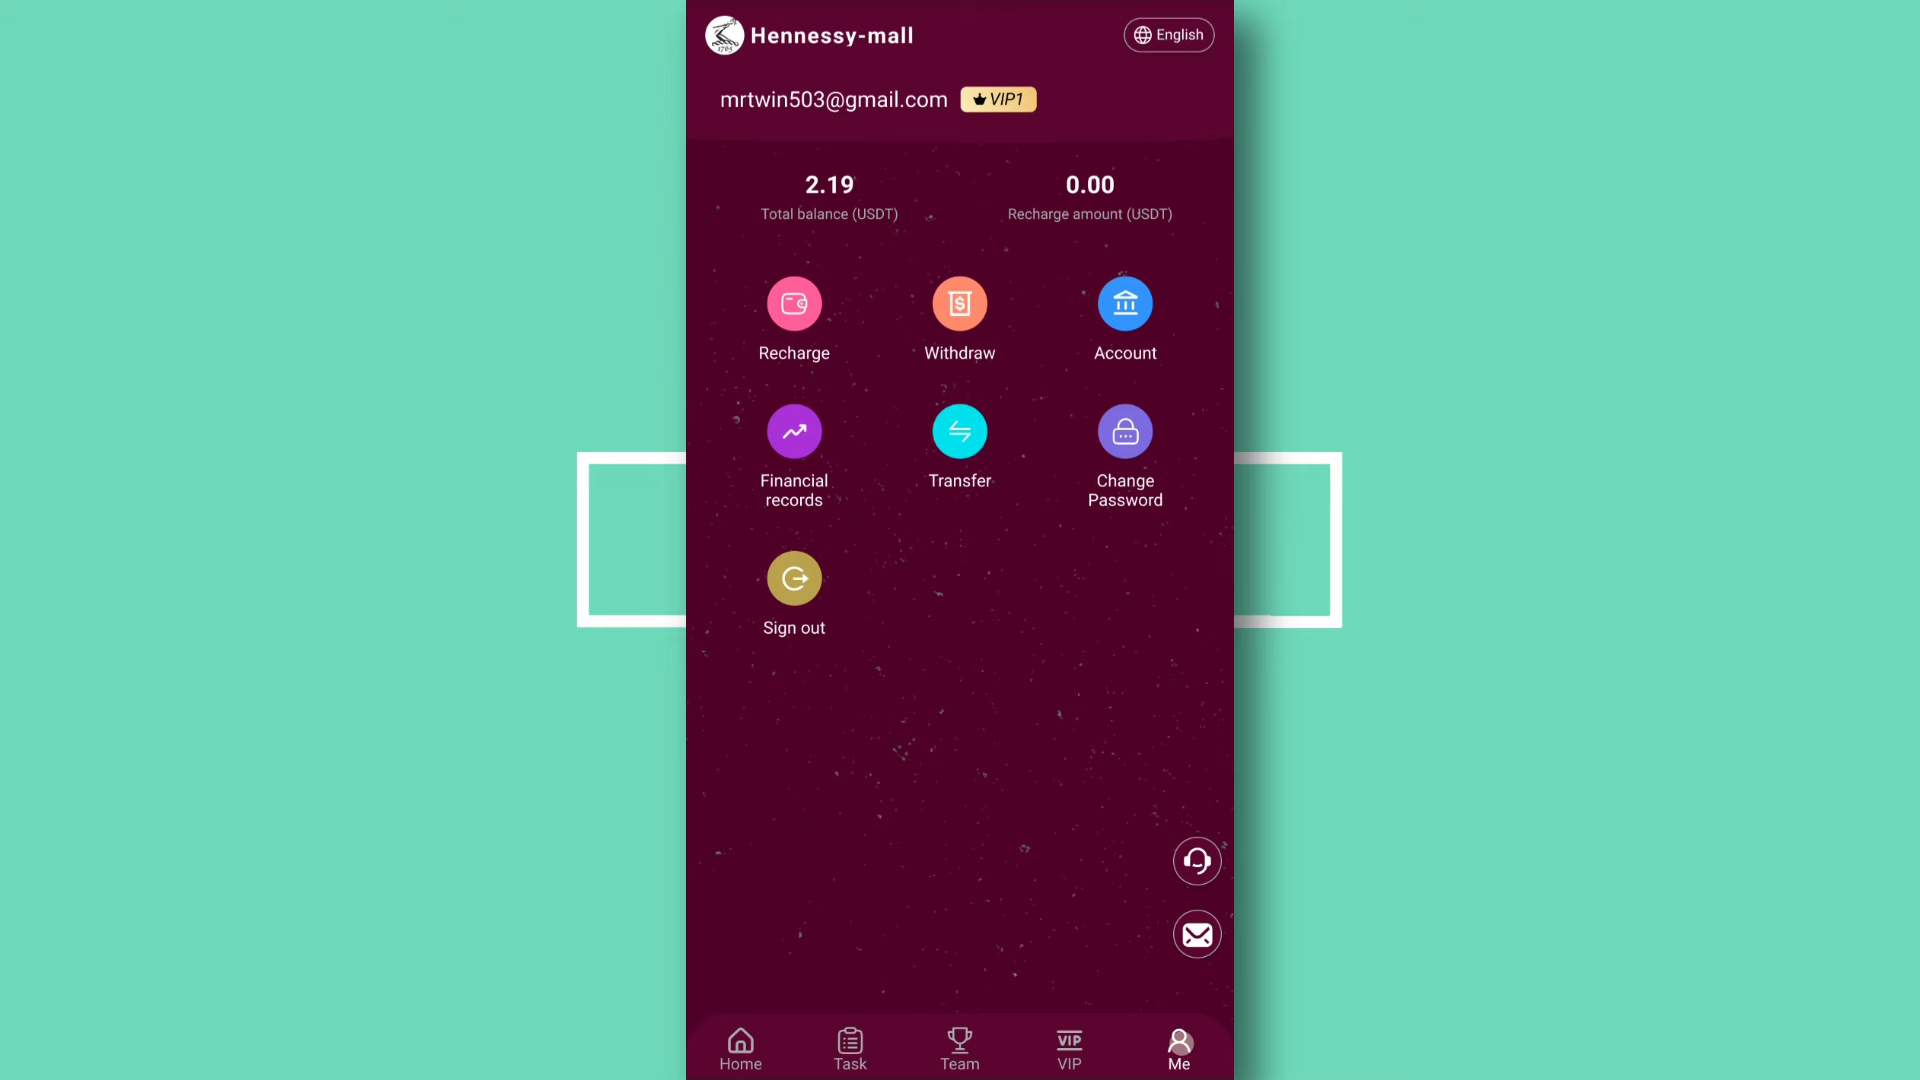 1765
Hennessy-mall
English
mrtwin503@gmail.com
VIP1
2.19
0.00
Total balance (USDT)
Recharge amount (USDT)
Recharge
Withdraw
Account
Financial
records
Transfer
Change
Password
Sign out
Home
Task
Team
VIP
VIP
Me